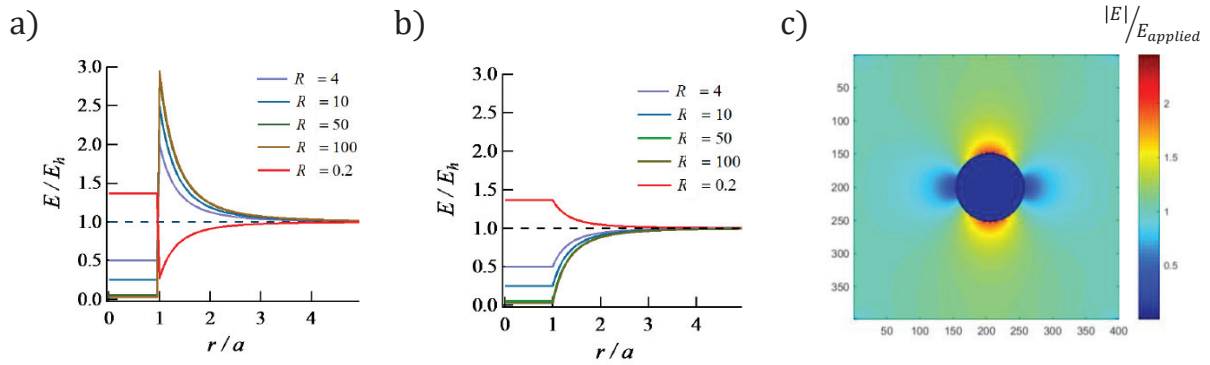 a)
3.0
2.5
2.0
1.5
1.0
0.5
0.0
E / E_h
R = 4
R = 10
R = 50
R = 100
R = 0.2
0 1 2 3 4
r / a
b)
3.0
2.5
2.0
1.5
1.0
0.5
0.0
E / E_h
R = 4
R = 10
R = 50
R = 100
R = 0.2
0 1 2 3 4
r / a
c)
|E|/E_applied
50
100
150
200
250
300
350
50 100 150 200 250 300 350 400
2
1.5
1
0.5